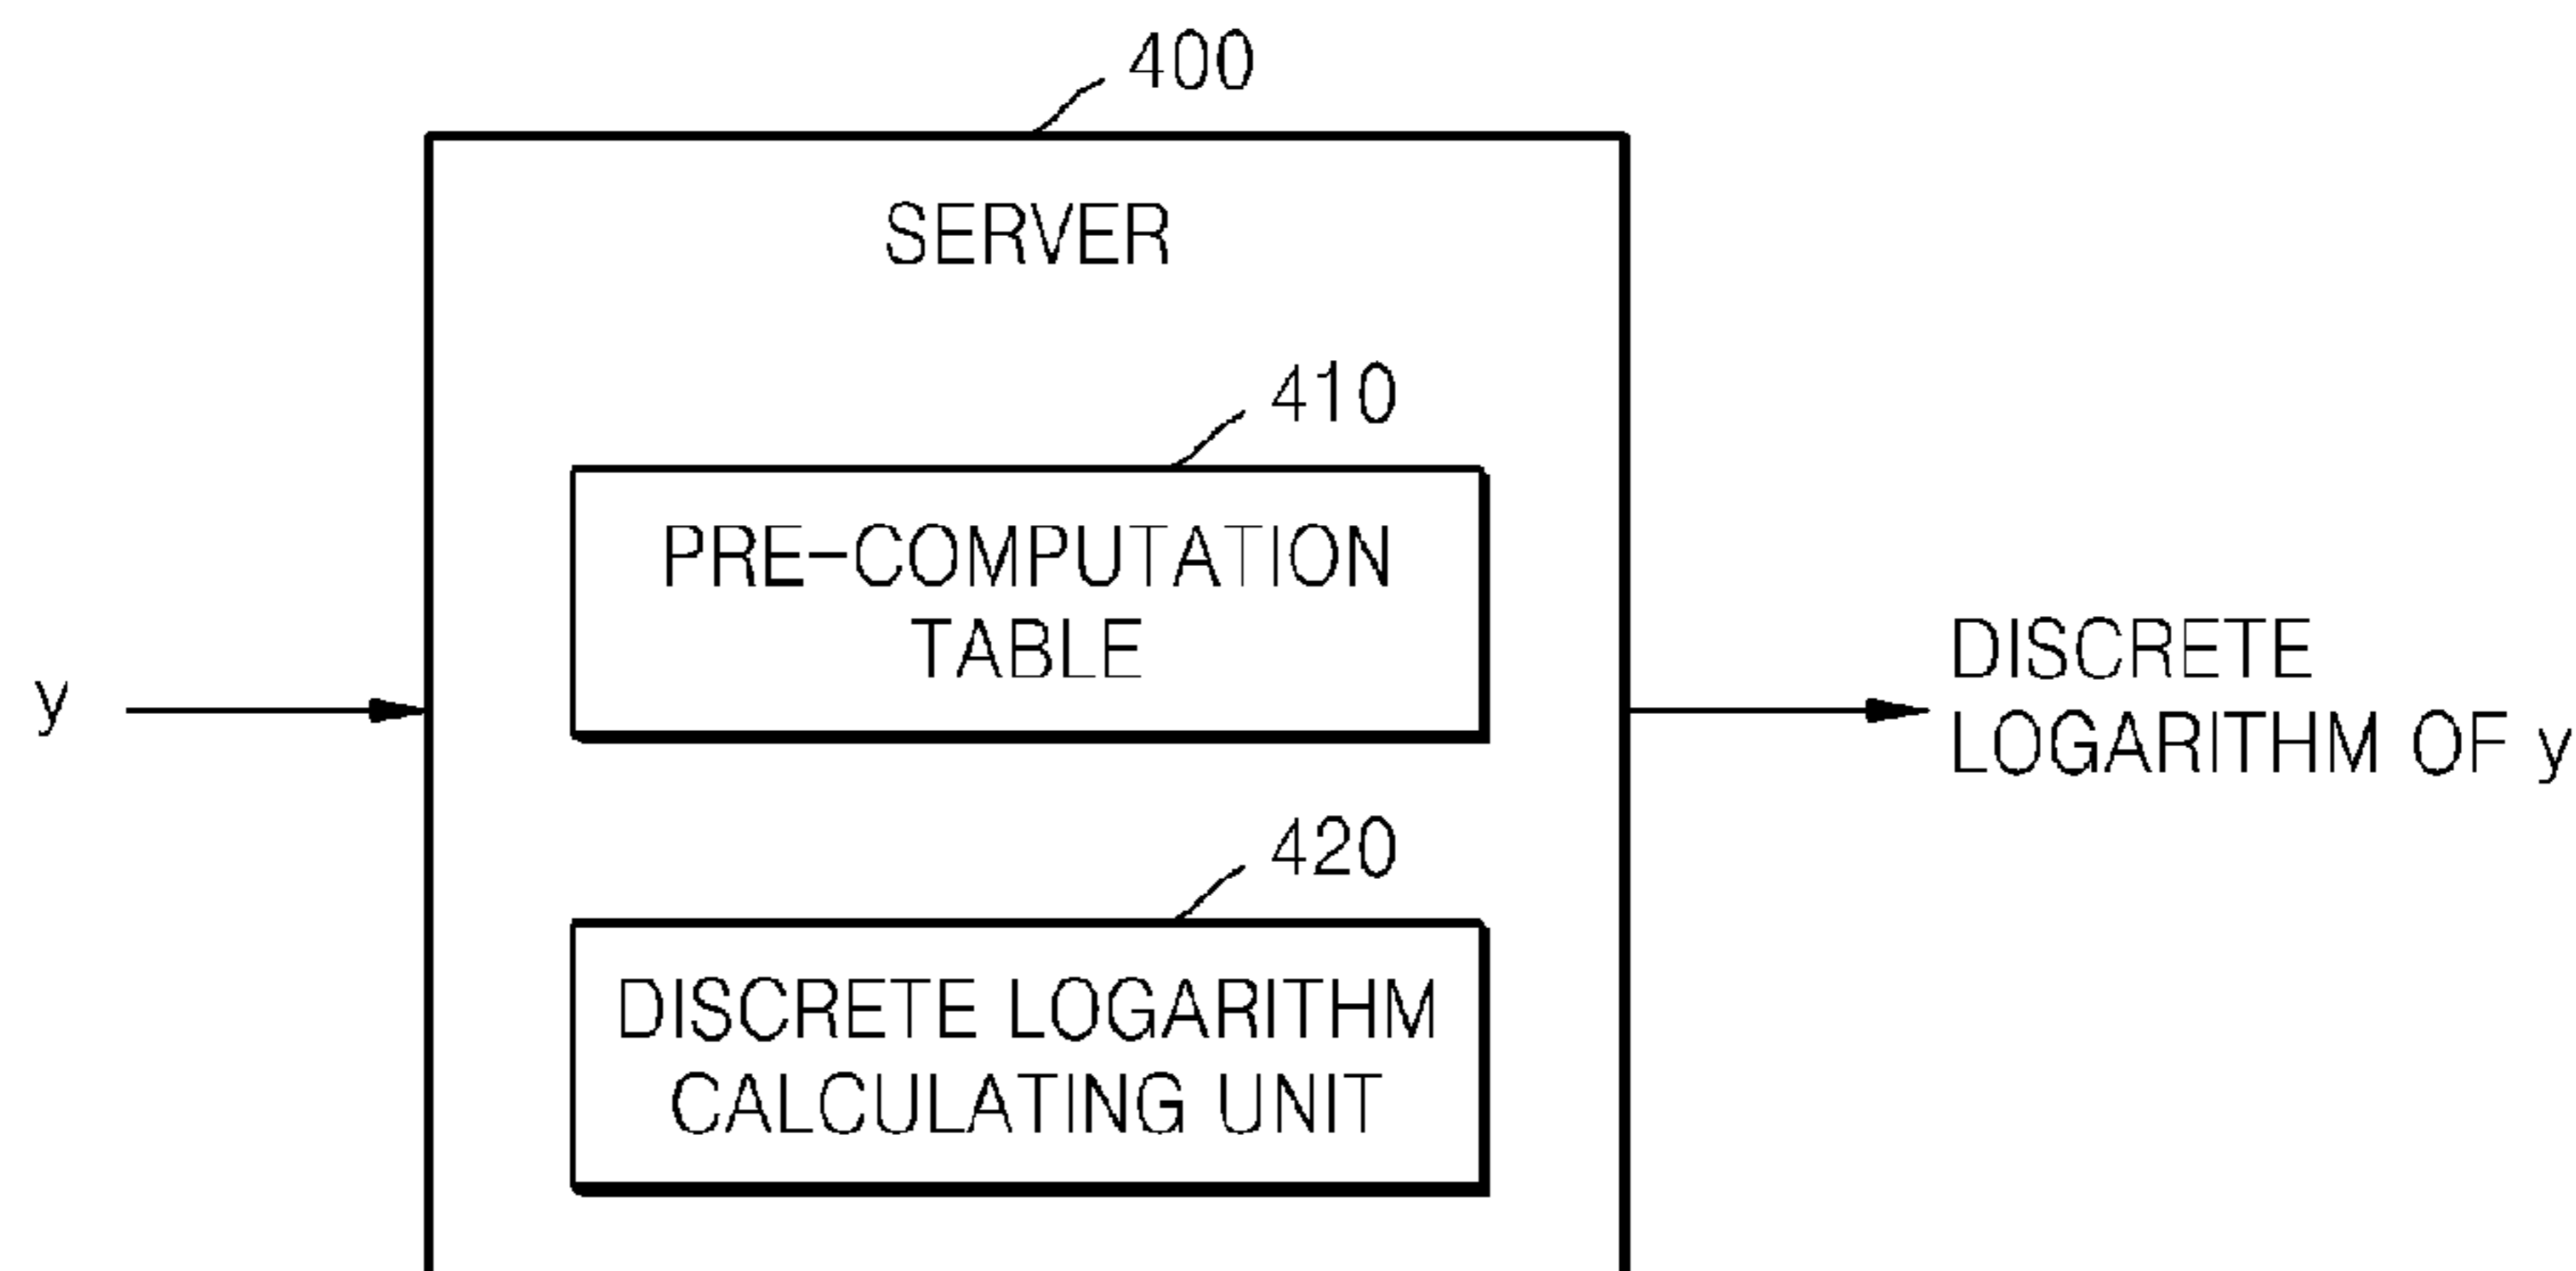 400
SERVER
410
PRE-COMPUTATION
TABLE
y
DISCRETE
LOGARITHM OF y
420
DISCRETE LOGARITHM
CALCULATING UNIT